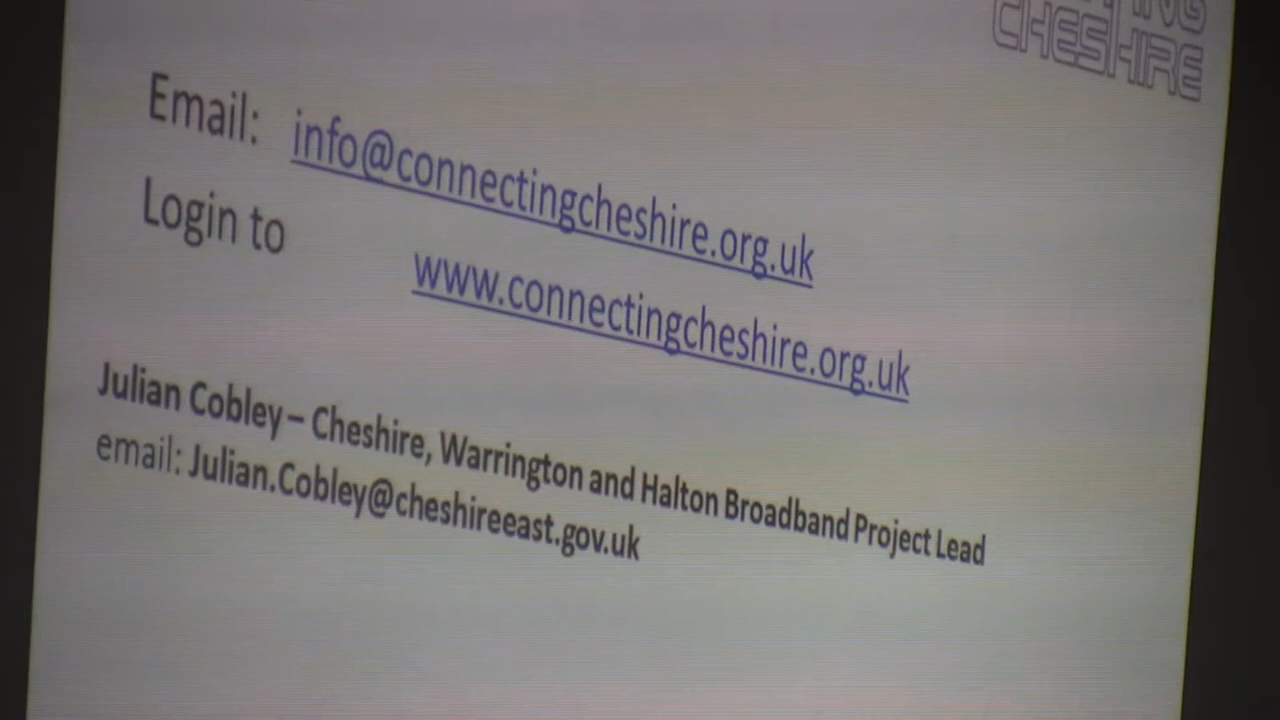 CHESHIRE
Email: info@connectingcheshire.org.uk
Login to
www.connectingcheshire.org.uk
Julian Cobley – Cheshire, Warrington and Halton Broadband Project Lead
email: Julian.Cobley@cheshireeast.gov.uk